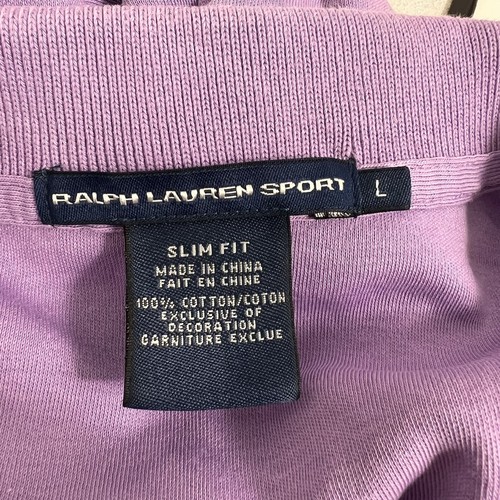 RALPH LAUREN SPORT
L
SLIM FIT
MADE IN CHINA
FAIT EN CHINE
100% COTTON/COTON
EXCLUSIVE OF
DECORATION
GARNITURE EXCLUE